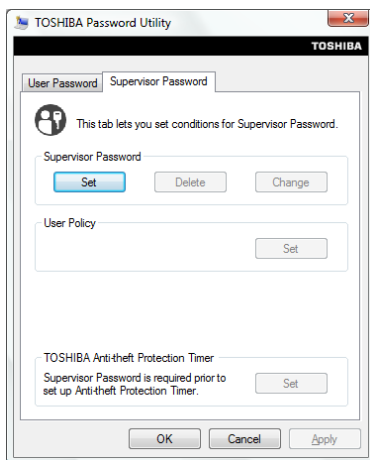 TOSHIBA Password Utility
TOSHIBA
User Password Supervisor Password
This tab lets you set conditions for Supervisor Password.
Supervisor Password
Set Delete Change
User Policy
Set
TOSHIBA Anti-theft Protection Timer
Supervisor Password is required prior to
set up Anti-theft Protection Timer.
Set
OK Cancel Apply